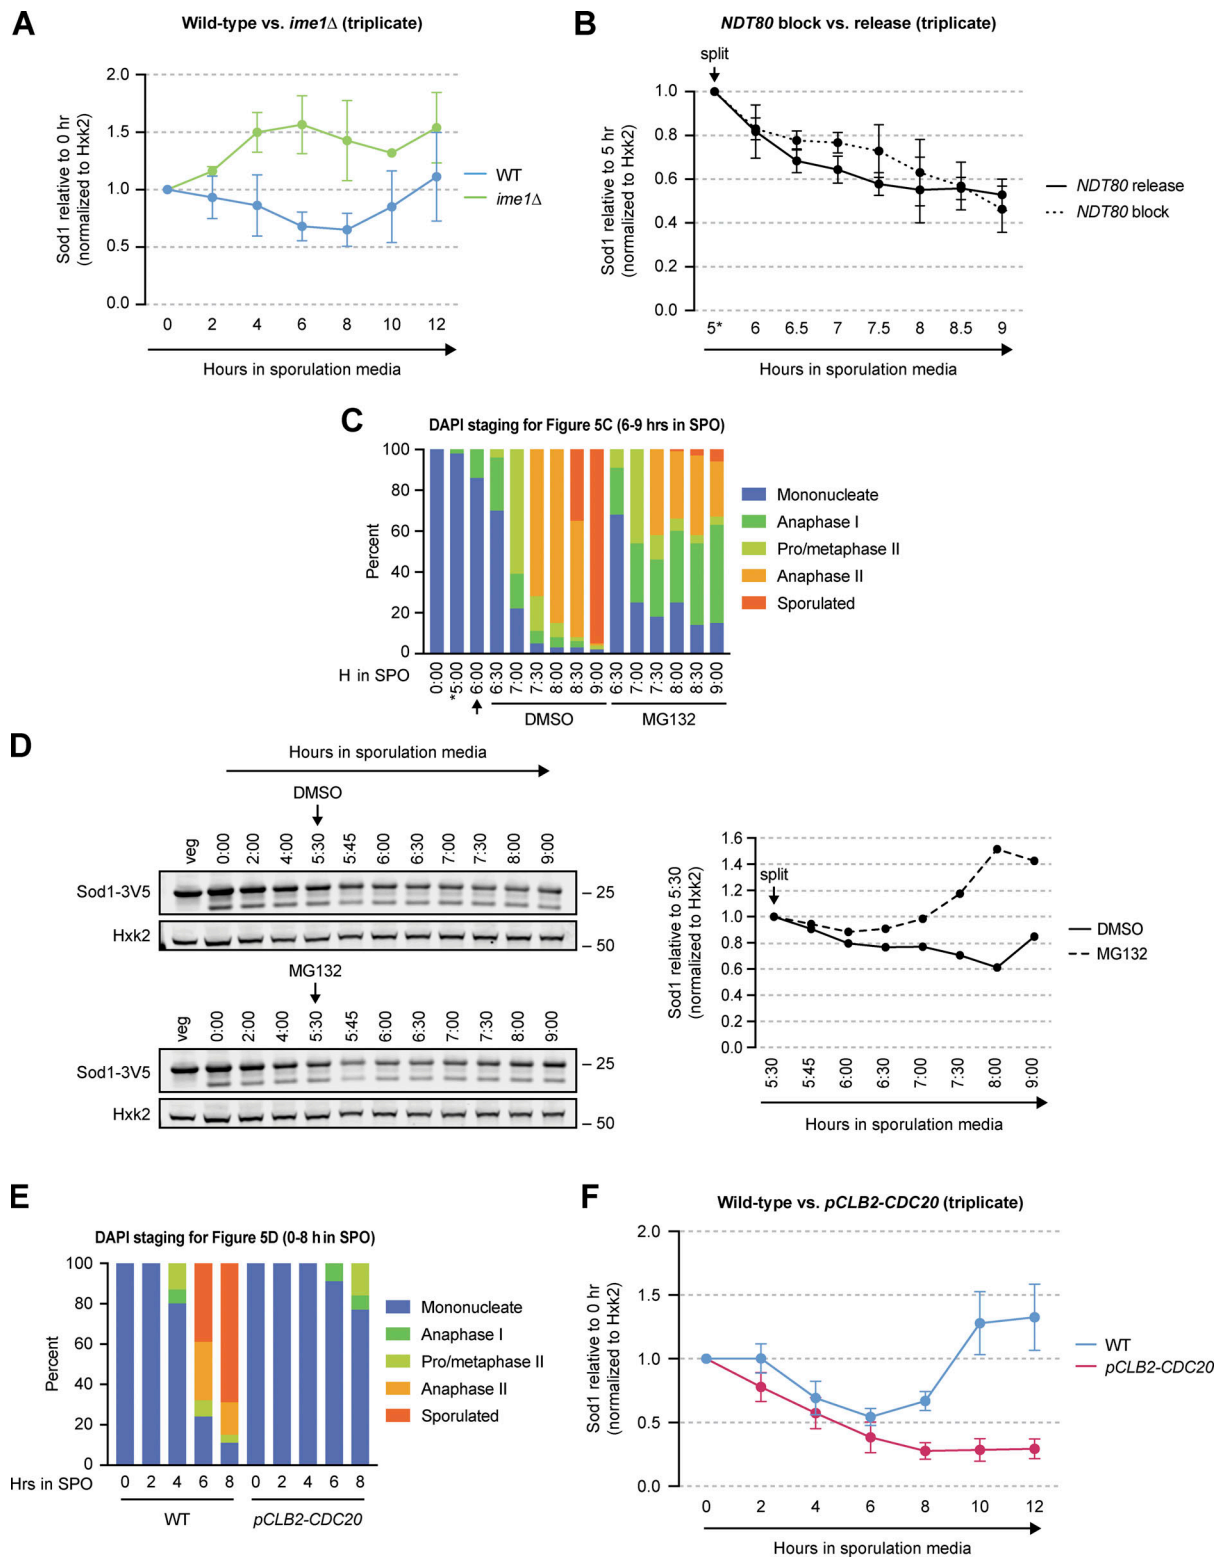 A
Wild-type vs. ime1Δ (triplicate)
Sod1 relative to 0 hr
(normalized to Hxk2)
2.0
1.5
1.0
0.5
0.0
0 2 4 6 8 10 12
Hours in sporulation media
WT
ime1Δ
B
NDT80 block vs. release (triplicate)
split
Sod1 relative to 5 hr
(normalized to Hxk2)
1.0
0.8
0.6
0.4
0.2
0.0
5* 6 6.5 7 7.5 8 8.5 9
Hours in sporulation media
NDT80 release
NDT80 block
C
DAPI staging for Figure 5C (6-9 hrs in SPO)
Percent
100
80
60
40
20
0
H in SPO
0:00 *5:00 6:00 6:30 7:00 7:30 8:00 8:30 9:00 6:30 7:00 7:30 8:00 8:30 9:00
DMSO MG132
Mononucleate
Anaphase I
Pro/metaphase II
Anaphase II
Sporulated
D
Hours in sporulation media
DMSO
veg 0:00 2:00 4:00 5:30 5:45 6:00 6:30 7:00 7:30 8:00 9:00
Sod1-3V5
– 25
Hxk2
– 50
MG132
veg 0:00 2:00 4:00 5:30 5:45 6:00 6:30 7:00 7:30 8:00 9:00
Sod1-3V5
– 25
Hxk2
– 50
Sod1 relative to 5:30
(normalized to Hxk2)
1.6
1.4
1.2
1.0
0.8
0.6
0.4
0.2
0.0
split
5:30 5:45 6:00 6:30 7:00 7:30 8:00 9:00
Hours in sporulation media
DMSO
MG132
E
DAPI staging for Figure 5D (0-8 h in SPO)
Percent
100
80
60
40
20
0
Hrs in SPO 0 2 4 6 8 0 2 4 6 8
WT pCLB2-CDC20
Mononucleate
Anaphase I
Pro/metaphase II
Anaphase II
Sporulated
F
Wild-type vs. pCLB2-CDC20 (triplicate)
Sod1 relative to 0 hr
(normalized to Hxk2)
2.0
1.5
1.0
0.5
0.0
0 2 4 6 8 10 12
Hours in sporulation media
WT
pCLB2-CDC20